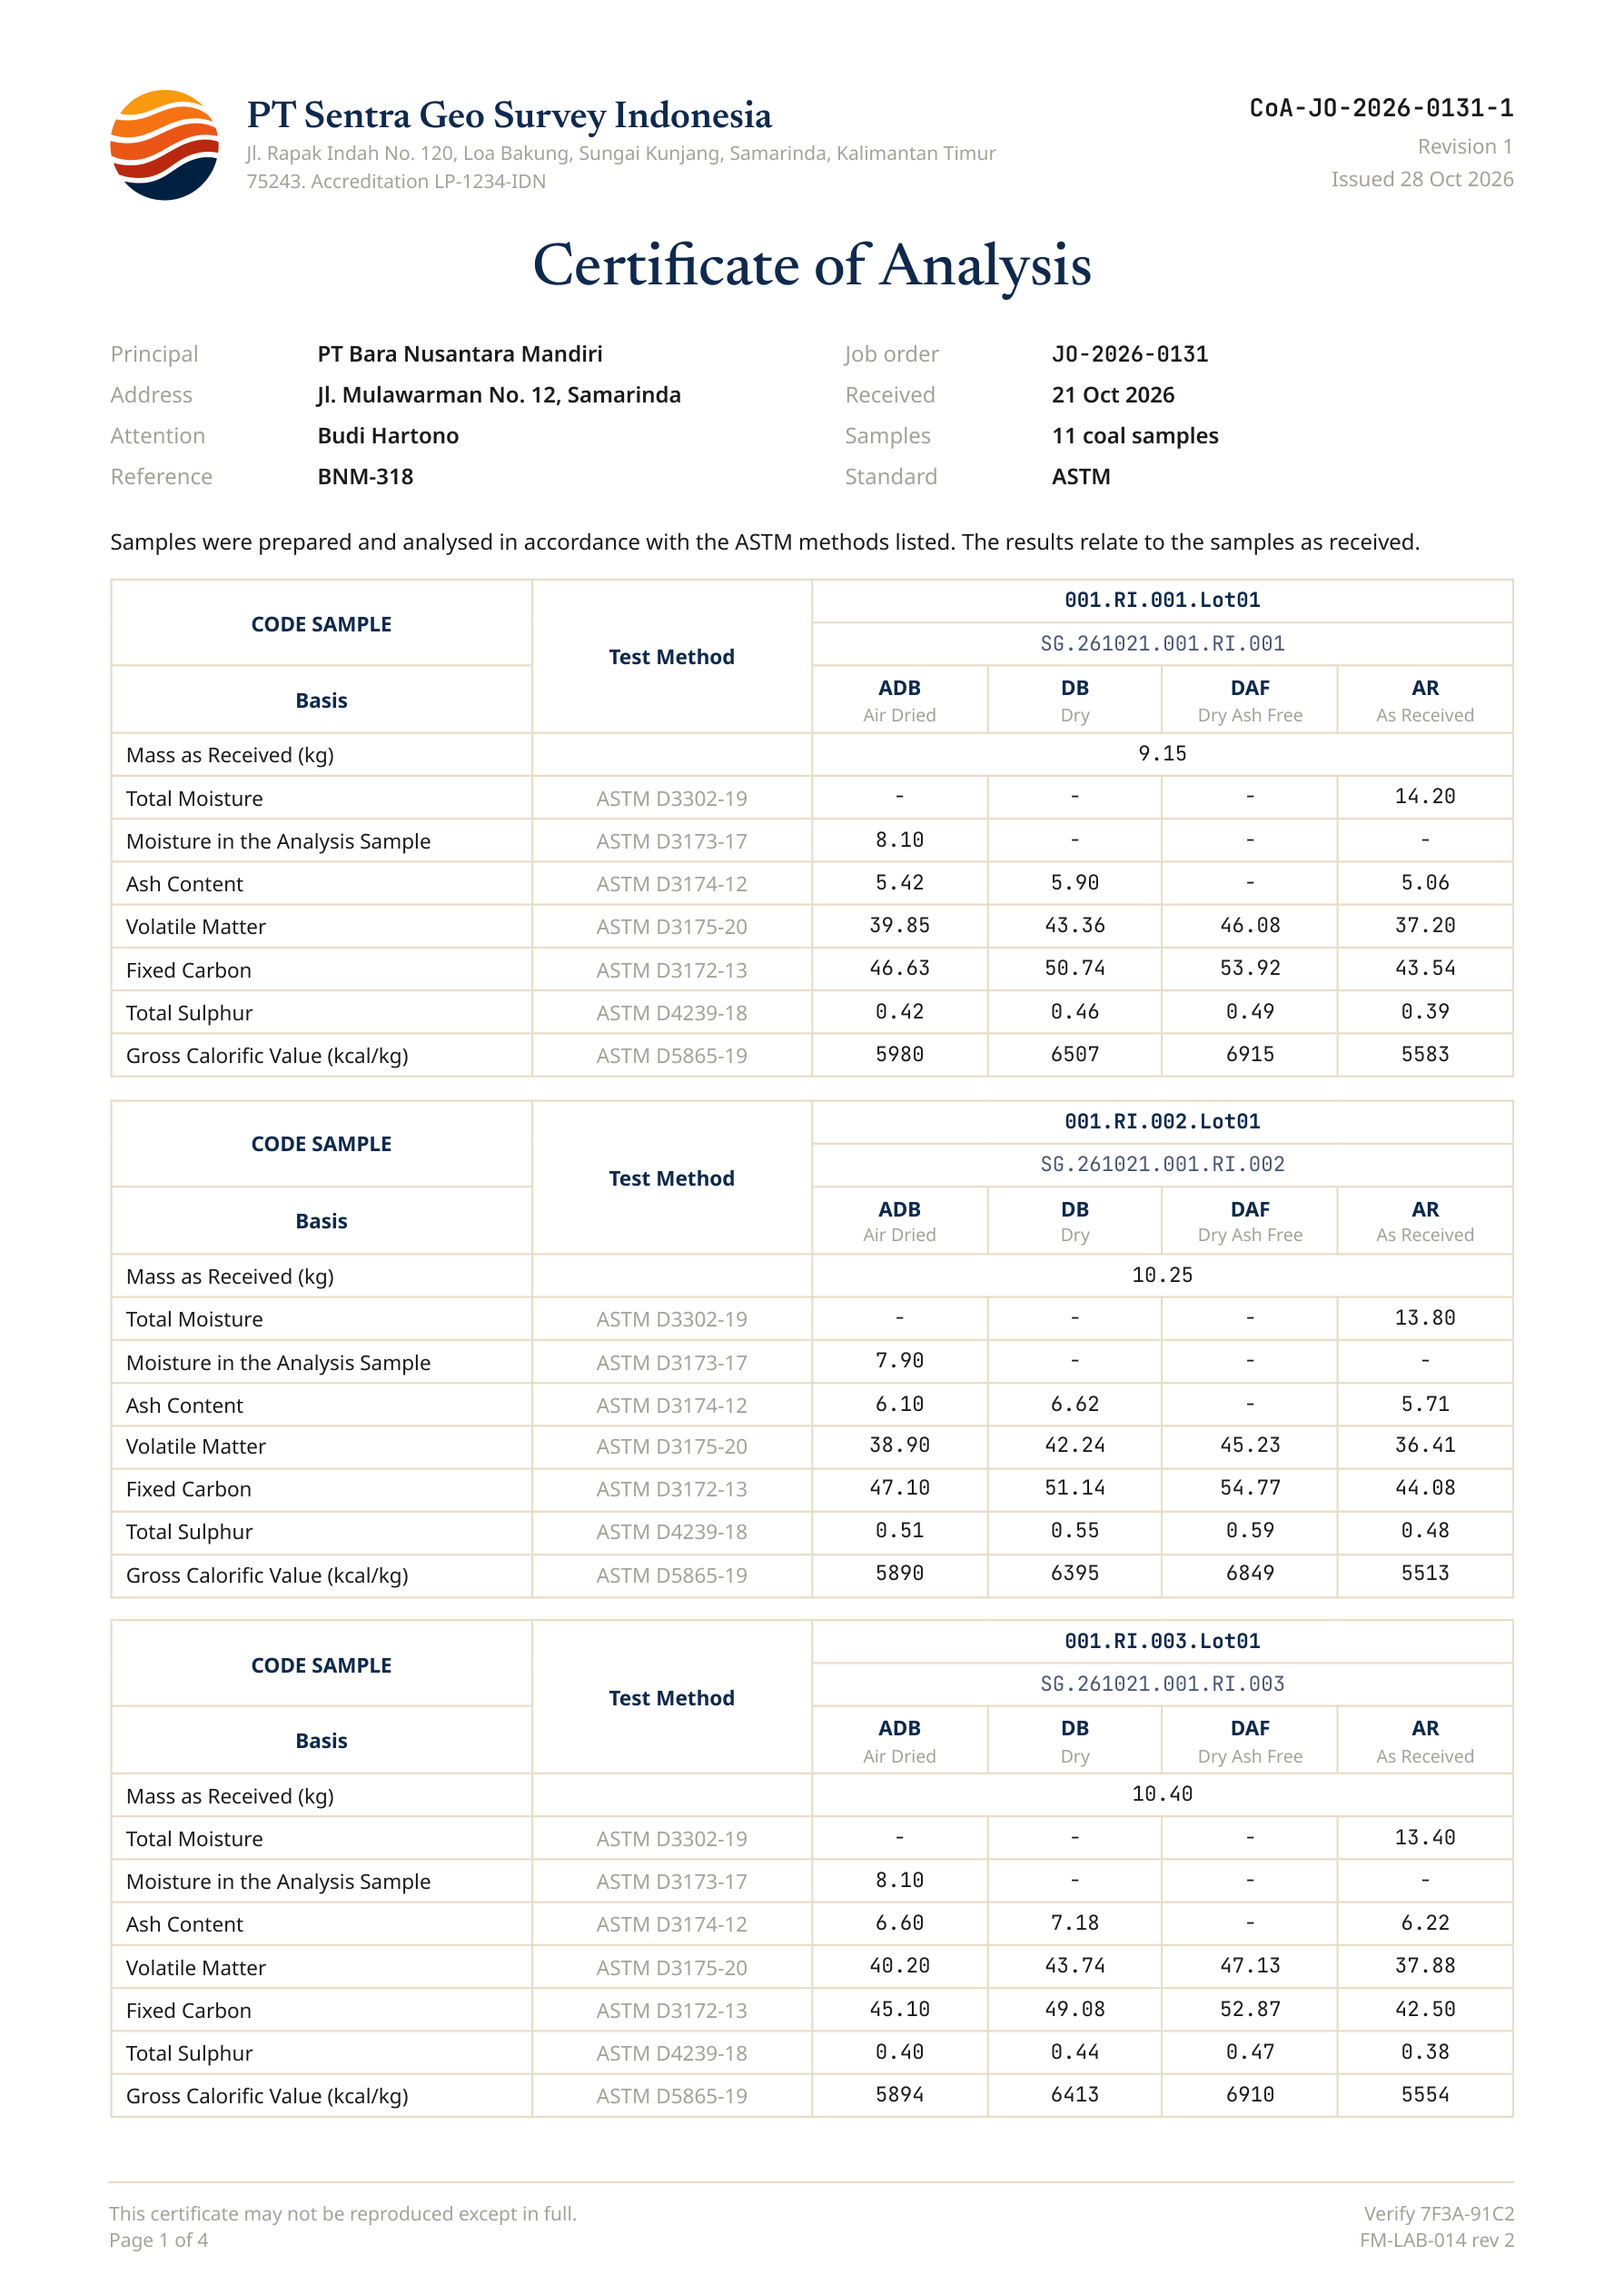 PT Sentra Geo Survey Indonesia
Jl. Rapak Indah No. 120, Loa Bakung, Sungai Kunjang, Samarinda, Kalimantan Timur
75243. Accreditation LP-1234-IDN
CoA-JO-2026-0131-1
Revision 1
Issued 28 Oct 2026
Certificate of Analysis
Principal PT Bara Nusantara Mandiri Job order JO-2026-0131
Address Jl. Mulawarman No. 12, Samarinda Received 21 Oct 2026
Attention Budi Hartono Samples 11 coal samples
Reference BNM-318 Standard ASTM
Samples were prepared and analysed in accordance with the ASTM methods listed. The results relate to the samples as received.
CODE SAMPLE Test Method 001.RI.001.Lot01
SG.261021.001.RI.001
Basis ADB DB DAF AR
Air Dried Dry Dry Ash Free As Received
Mass as Received (kg) 9.15
Total Moisture ASTM D3302-19 - - - 14.20
Moisture in the Analysis Sample ASTM D3173-17 8.10 - - -
Ash Content ASTM D3174-12 5.42 5.90 - 5.06
Volatile Matter ASTM D3175-20 39.85 43.36 46.08 37.20
Fixed Carbon ASTM D3172-13 46.63 50.74 53.92 43.54
Total Sulphur ASTM D4239-18 0.42 0.46 0.49 0.39
Gross Calorific Value (kcal/kg) ASTM D5865-19 5980 6507 6915 5583
CODE SAMPLE Test Method 001.RI.002.Lot01
SG.261021.001.RI.002
Basis ADB DB DAF AR
Air Dried Dry Dry Ash Free As Received
Mass as Received (kg) 10.25
Total Moisture ASTM D3302-19 - - - 13.80
Moisture in the Analysis Sample ASTM D3173-17 7.90 - - -
Ash Content ASTM D3174-12 6.10 6.62 - 5.71
Volatile Matter ASTM D3175-20 38.90 42.24 45.23 36.41
Fixed Carbon ASTM D3172-13 47.10 51.14 54.77 44.08
Total Sulphur ASTM D4239-18 0.51 0.55 0.59 0.48
Gross Calorific Value (kcal/kg) ASTM D5865-19 5890 6395 6849 5513
CODE SAMPLE Test Method 001.RI.003.Lot01
SG.261021.001.RI.003
Basis ADB DB DAF AR
Air Dried Dry Dry Ash Free As Received
Mass as Received (kg) 10.40
Total Moisture ASTM D3302-19 - - - 13.40
Moisture in the Analysis Sample ASTM D3173-17 8.10 - - -
Ash Content ASTM D3174-12 6.60 7.18 - 6.22
Volatile Matter ASTM D3175-20 40.20 43.74 47.13 37.88
Fixed Carbon ASTM D3172-13 45.10 49.08 52.87 42.50
Total Sulphur ASTM D4239-18 0.40 0.44 0.47 0.38
Gross Calorific Value (kcal/kg) ASTM D5865-19 5894 6413 6910 5554
This certificate may not be reproduced except in full. Verify 7F3A-91C2
Page 1 of 4 FM-LAB-014 rev 2